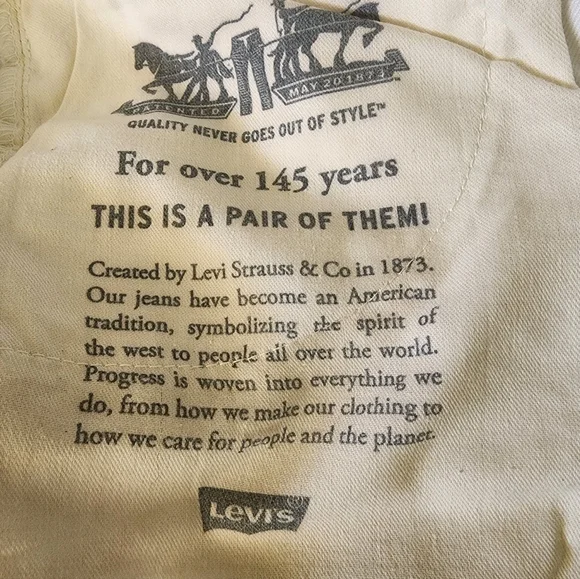 PATENTED
MAY 20 1873 ™
QUALITY NEVER GOES OUT OF STYLE™
For over 145 years
THIS IS A PAIR OF THEM!
Created by Levi Strauss & Co in 1873.
Our jeans have become an American
tradition, symbolizing the spirit of
the west to people all over the world.
Progress is woven into everything we
do, from how we make our clothing to
how we care for people and the planet.
Levi's ®